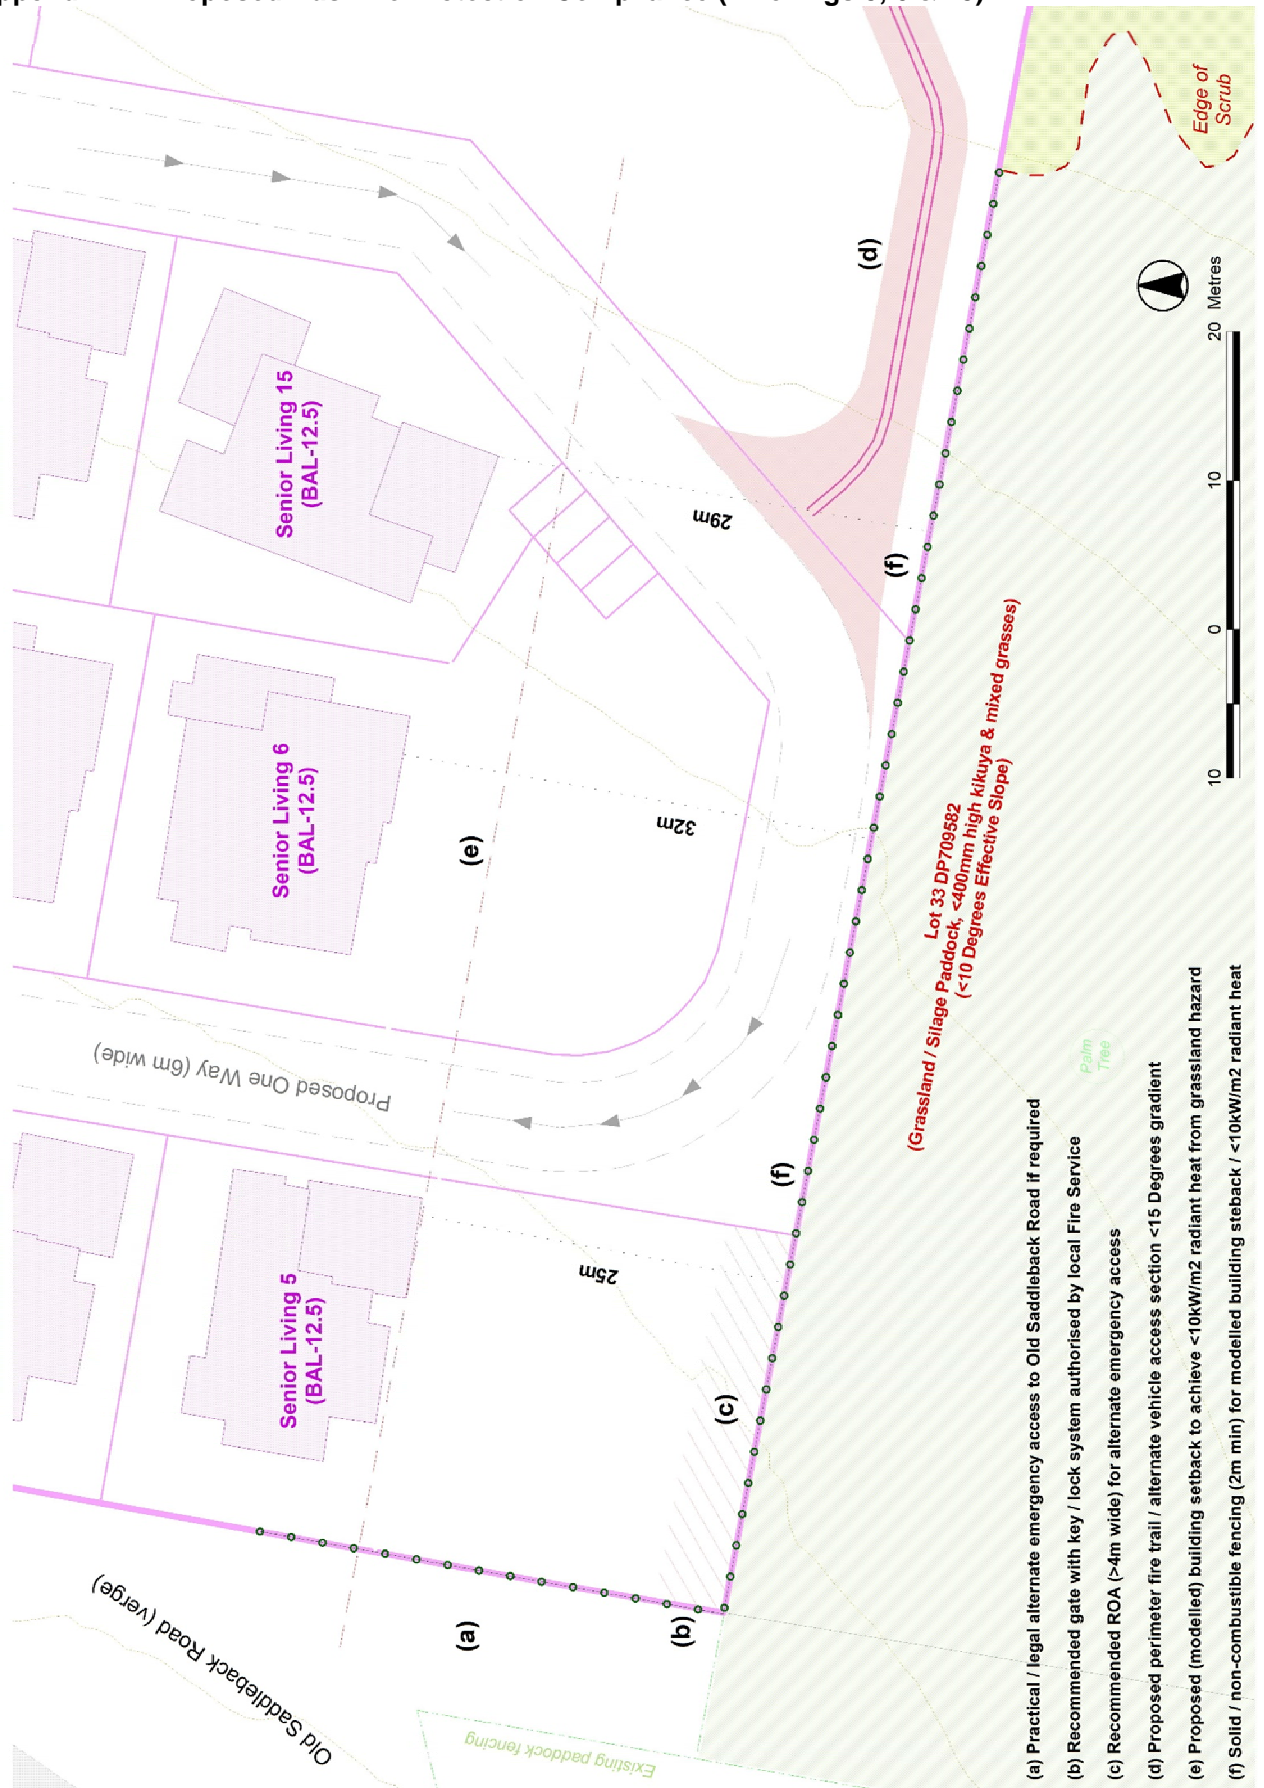 Proposed Protection Compliance
Edge of
Scrub
(d)
Senior Living 15
(BAL-12.5)
29m
(f)
Senior Living 6
(BAL-12.5)
(e)
32m
Lot 33 DP709582
(Grassland / Silage Paddock, <400mm high kikuya & mixed grasses)
(<10 Degrees Effective Slope)
Proposed One Way (6m wide)
Palm
Tree
(f)
Senior Living 5
(BAL-12.5)
25m
(c)
(b)
(a)
Old Saddleback Road (verge)
Existing paddock fencing
10 0 10 20 Metres
(a) Practical / legal alternate emergency access to Old Saddleback Road if required
(b) Recommended gate with key / lock system authorised by local Fire Service
(c) Recommended ROA (>4m wide) for alternate emergency access
(d) Proposed perimeter fire trail / alternate vehicle access section <15 Degrees gradient
(e) Proposed (modelled) building setback to achieve <10kW/m2 radiant heat from grassland hazard
(f) Solid / non-combustible fencing (2m min) for modelled building steback / <10kW/m2 radiant heat